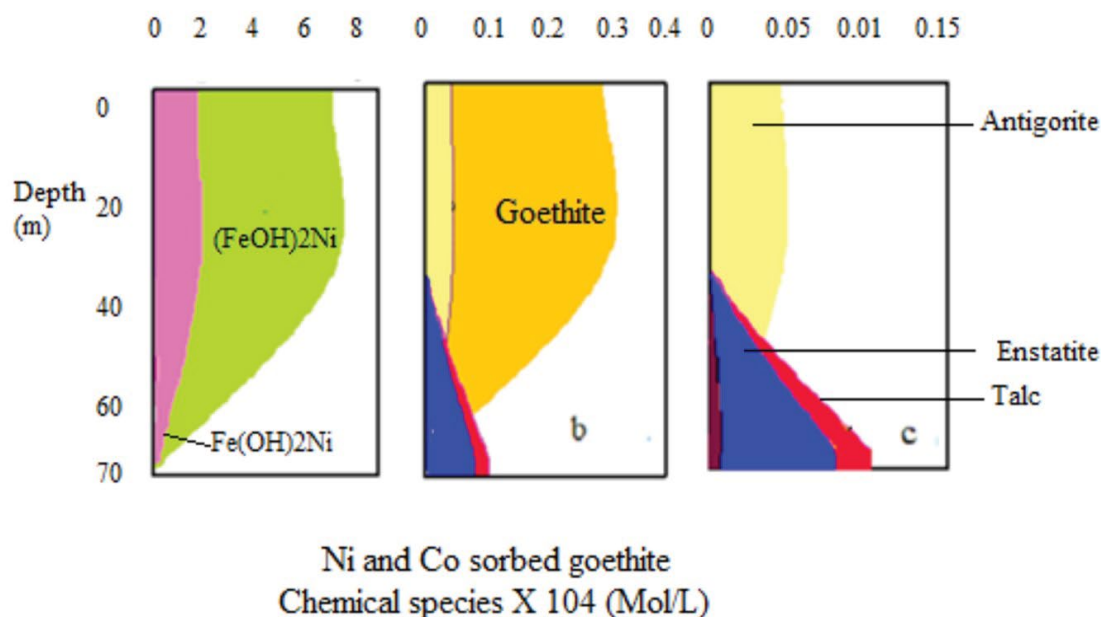 0 2 4 6 8 0 0.1 0.2 0.3 0.4 0 0.05 0.01 0.15
0
Antigorite
Depth
(m)
20
(FeOH)2Ni
Goethite
40
Enstatite
Talc
60
b
c
Fe(OH)2Ni
70
Ni and Co sorbed goethite
Chemical species X 104 (Mol/L)